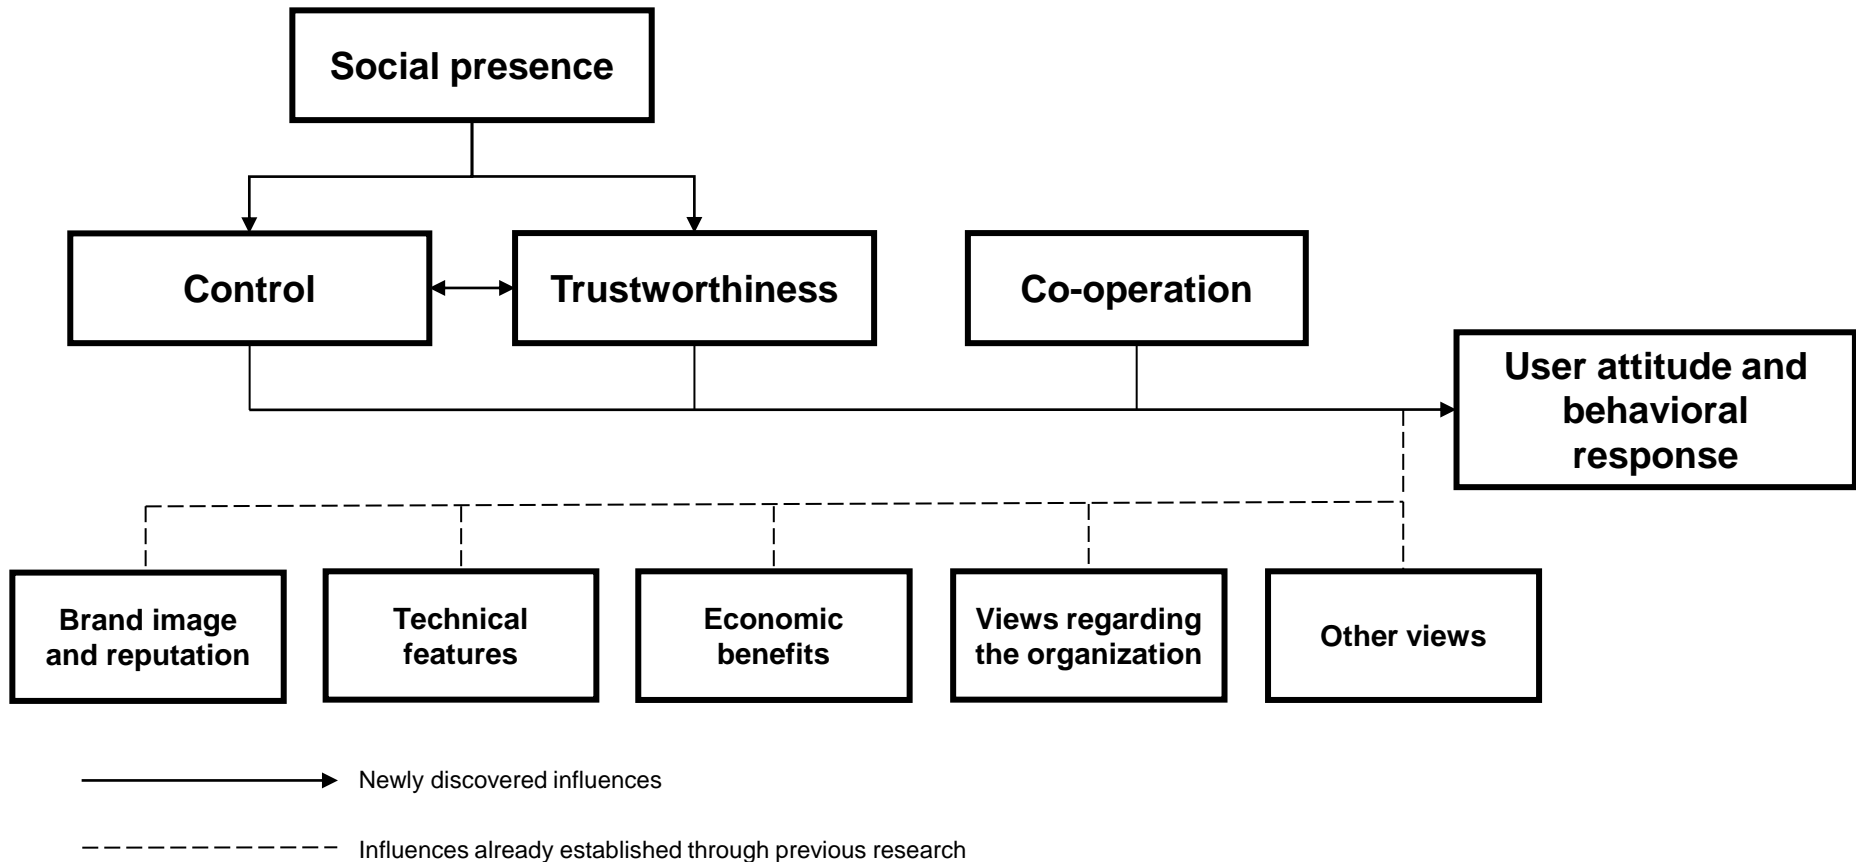 Social presence
Control
Trustworthiness
Co-operation
User attitude and
behavioral
response
Brand image
and reputation
Technical
features
Economic
benefits
Views regarding
the organization
Other views
Newly discovered influences
Influences already established through previous research